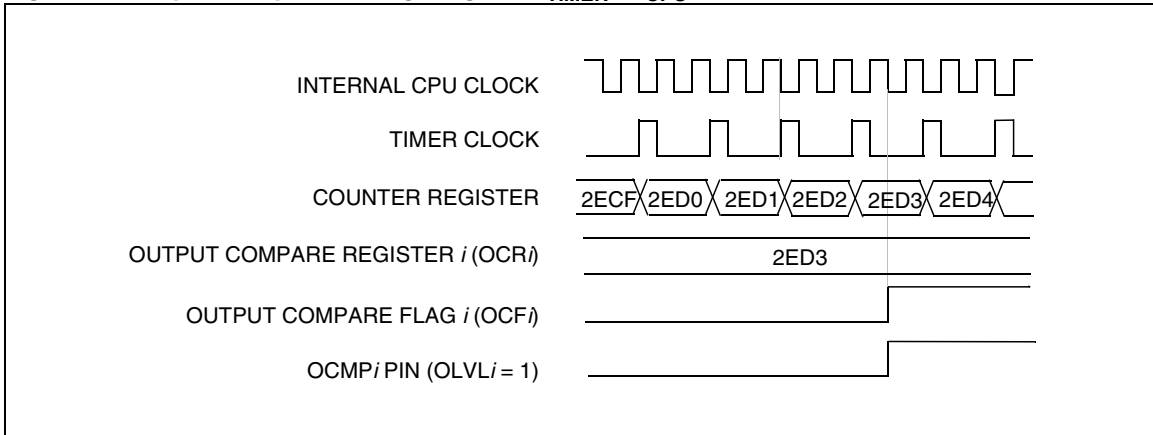 INTERNAL CPU CLOCK
TIMER CLOCK
COUNTER REGISTER
2ECF 2ED0 2ED1 2ED2 2ED3 2ED4
OUTPUT COMPARE REGISTER i (OCRi)
2ED3
OUTPUT COMPARE FLAG i (OCFi)
OCMPi PIN (OLVLi = 1)